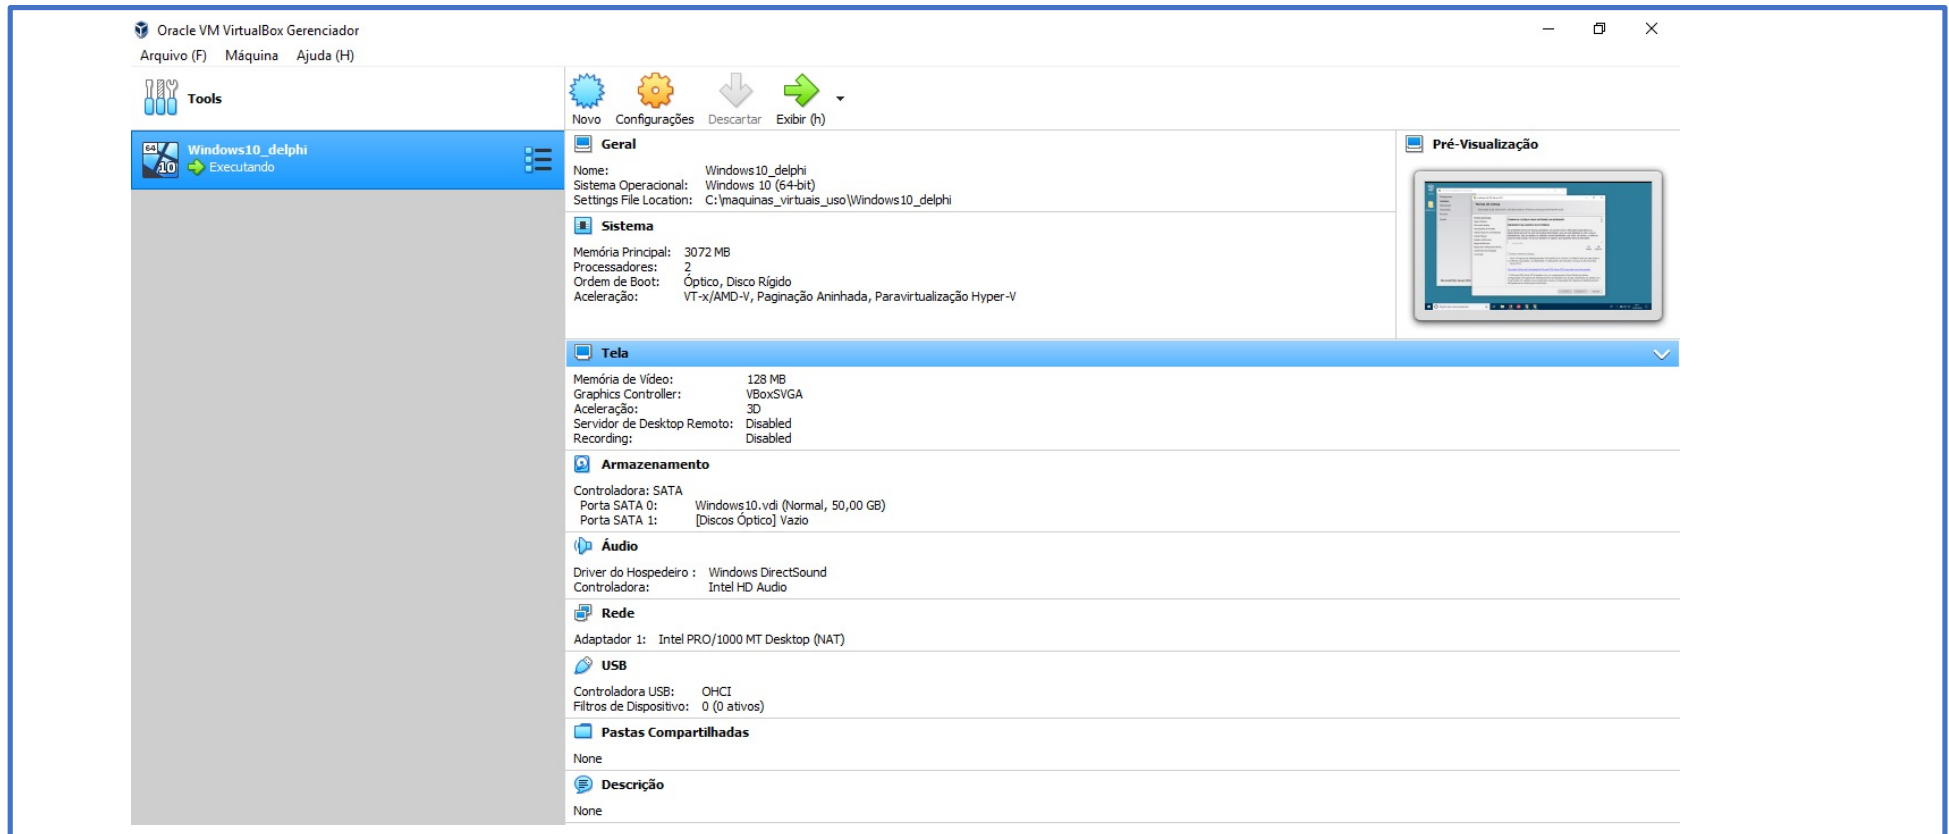 Oracle VM VirtualBox Gerenciador
Arquivo (F) Máquina Ajuda (H)
Tools
Novo Configurações Descartar Exibir (h)
64
10
Windows10_delphi
Executando
Geral
Nome: Windows10_delphi
Sistema Operacional: Windows 10 (64-bit)
Settings File Location: C:\maquinas_virtuais_uso\Windows10_delphi
Pré-Visualização
Sistema
Memória Principal: 3072 MB
Processadores: 2
Ordem de Boot: Óptico, Disco Rígido
Aceleração: VT-x/AMD-V, Paginação Aninhada, Paravirtualização Hyper-V
Tela
Memória de Vídeo: 128 MB
Graphics Controller: VBoxSVGA
Aceleração: 3D
Servidor de Desktop Remoto: Disabled
Recording: Disabled
Armazenamento
Controladora: SATA
Porta SATA 0: Windows10.vdi (Normal, 50,00 GB)
Porta SATA 1: [Discos Óptico] Vazio
Áudio
Driver do Hospedeiro : Windows DirectSound
Controladora: Intel HD Audio
Rede
Adaptador 1: Intel PRO/1000 MT Desktop (NAT)
USB
Controladora USB: OHCI
Filtros de Dispositivo: 0 (0 ativos)
Pastas Compartilhadas
None
Descrição
None